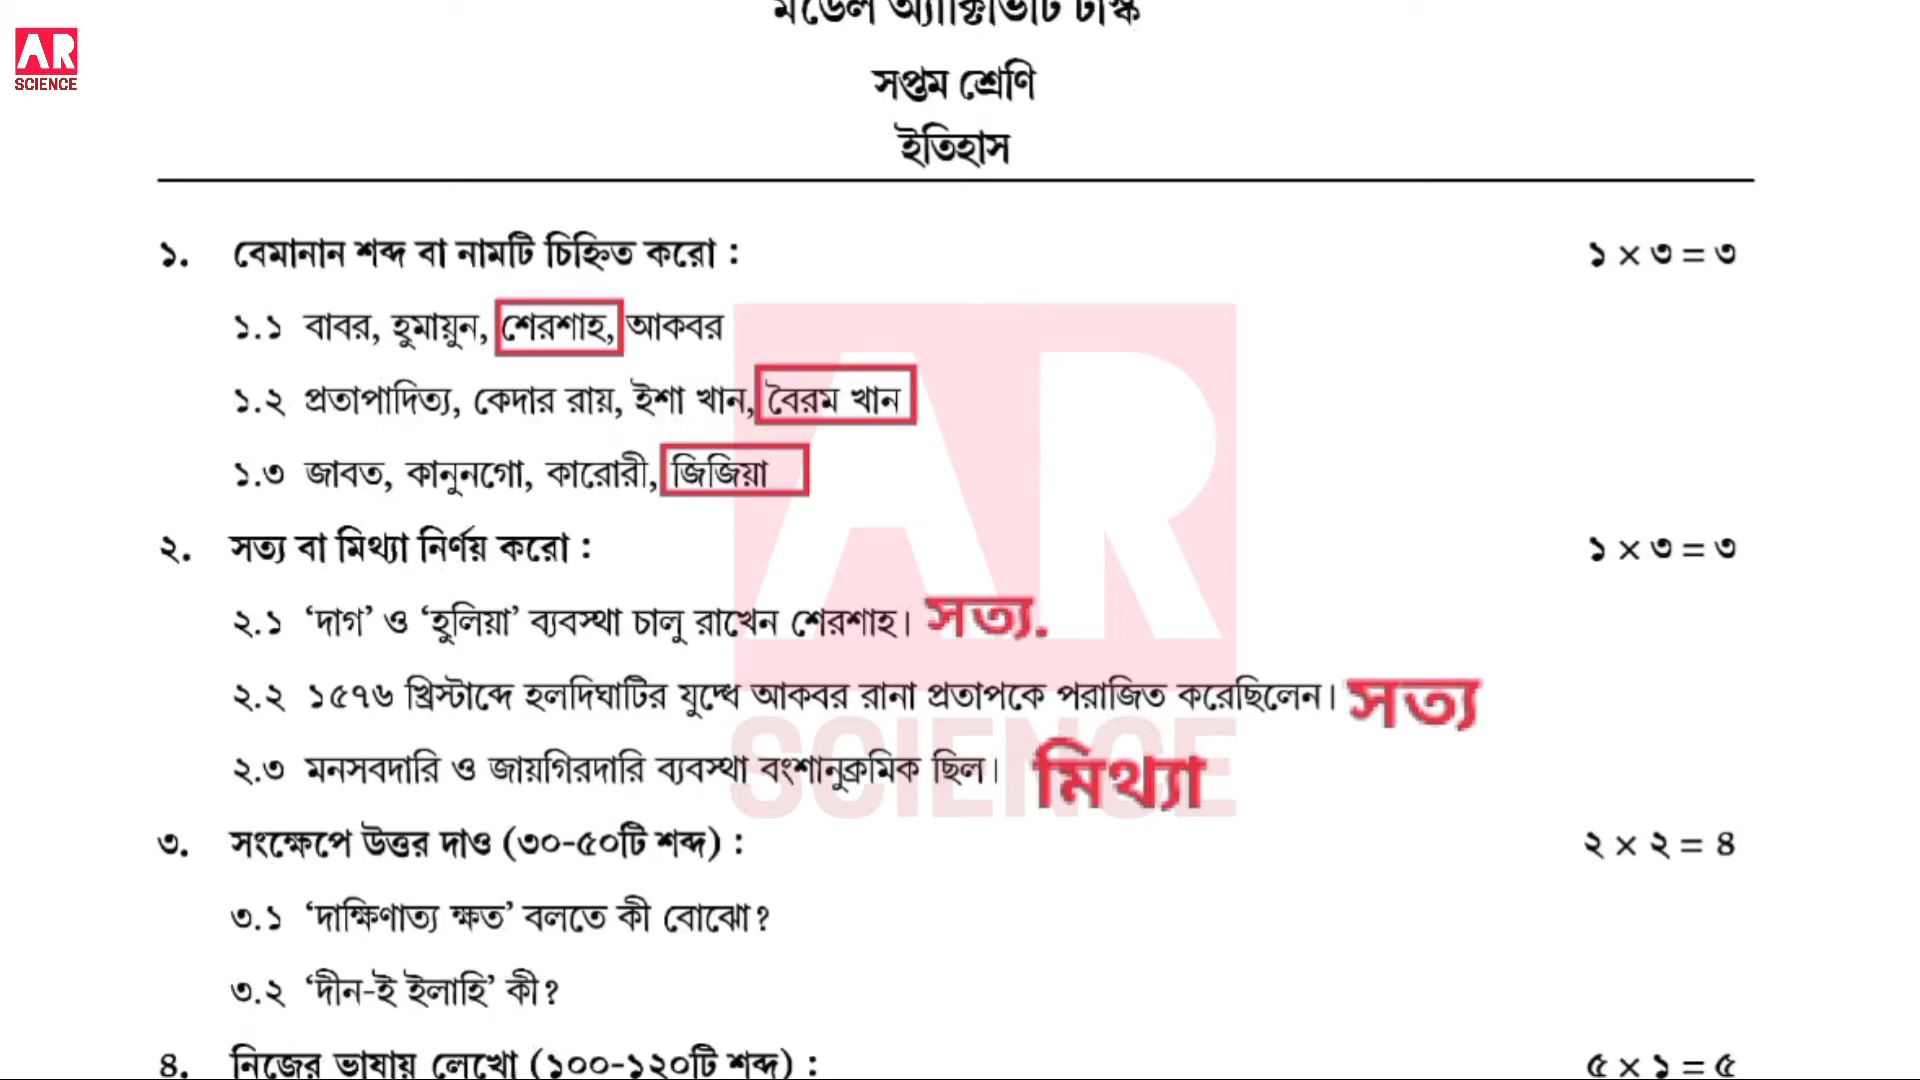 মডেল অ্যাক্টিভিটি টাস্ক
AR
SCIENCE
সপ্তম শ্রেণি
ইতিহাস
১. বেমানান শব্দ বা নামটি চিহ্নিত করো : ১ × ৩ = ৩
১.১ বাবর, হুমায়ুন, শেরশাহ, আকবর
১.২ প্রতাপাদিত্য, কেদার রায়, ইশা খান, বৈরম খান
১.৩ জাবত, কানুনগো, কারোরী, জিজিয়া
২. সত্য বা মিথ্যা নির্ণয় করো : ১ × ৩ = ৩
২.১ ‘দাগ’ ও ‘হুলিয়া’ ব্যবস্থা চালু রাখেন শেরশাহ। সত্য.
২.২ ১৫৭৬ খ্রিস্টাব্দে হলদিঘাটির যুদ্ধে আকবর রানা প্রতাপকে পরাজিত করেছিলেন। সত্য
২.৩ মনসবদারি ও জায়গিরদারি ব্যবস্থা বংশানুক্রমিক ছিল। মিথ্যা
AR
SCIENCE
৩. সংক্ষেপে উত্তর দাও (৩০-৫০টি শব্দ) : ২ × ২ = ৪
৩.১ ‘দাক্ষিণাত্য ক্ষত’ বলতে কী বোঝো?
৩.২ ‘দীন-ই ইলাহি’ কী?
৪. নিজের ভাষায় লেখো (১০০-১২০টি শব্দ) : ৫ × ১ = ৫